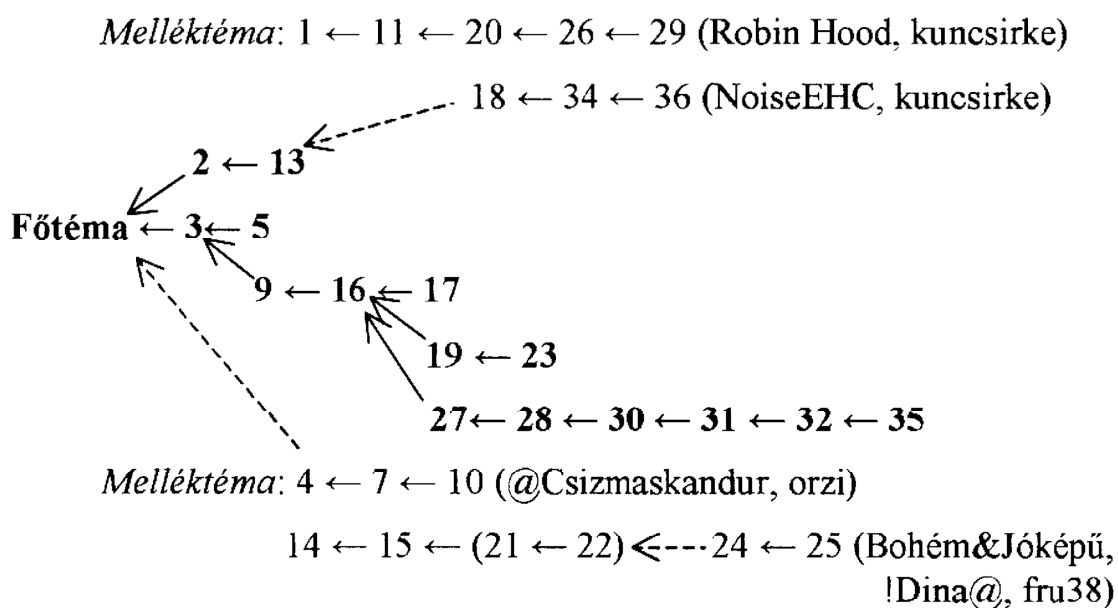 Melléktéma: 1 ← 11 ← 20 ← 26 ← 29 (Robin Hood, kuncsirke)
18 ← 34 ← 36 (NoiseEHC, kuncsirke)
2 ← 13
Főtéma ← 3 ← 5
9 ← 16 ← 17
19 ← 23
27 ← 28 ← 30 ← 31 ← 32 ← 35
Melléktéma: 4 ← 7 ← 10 (@Csizmaskandur, orzi)
14 ← 15 ← (21 ← 22) <--- 24 ← 25 (Bohém&Jóképű,
!Dina@, fru38)